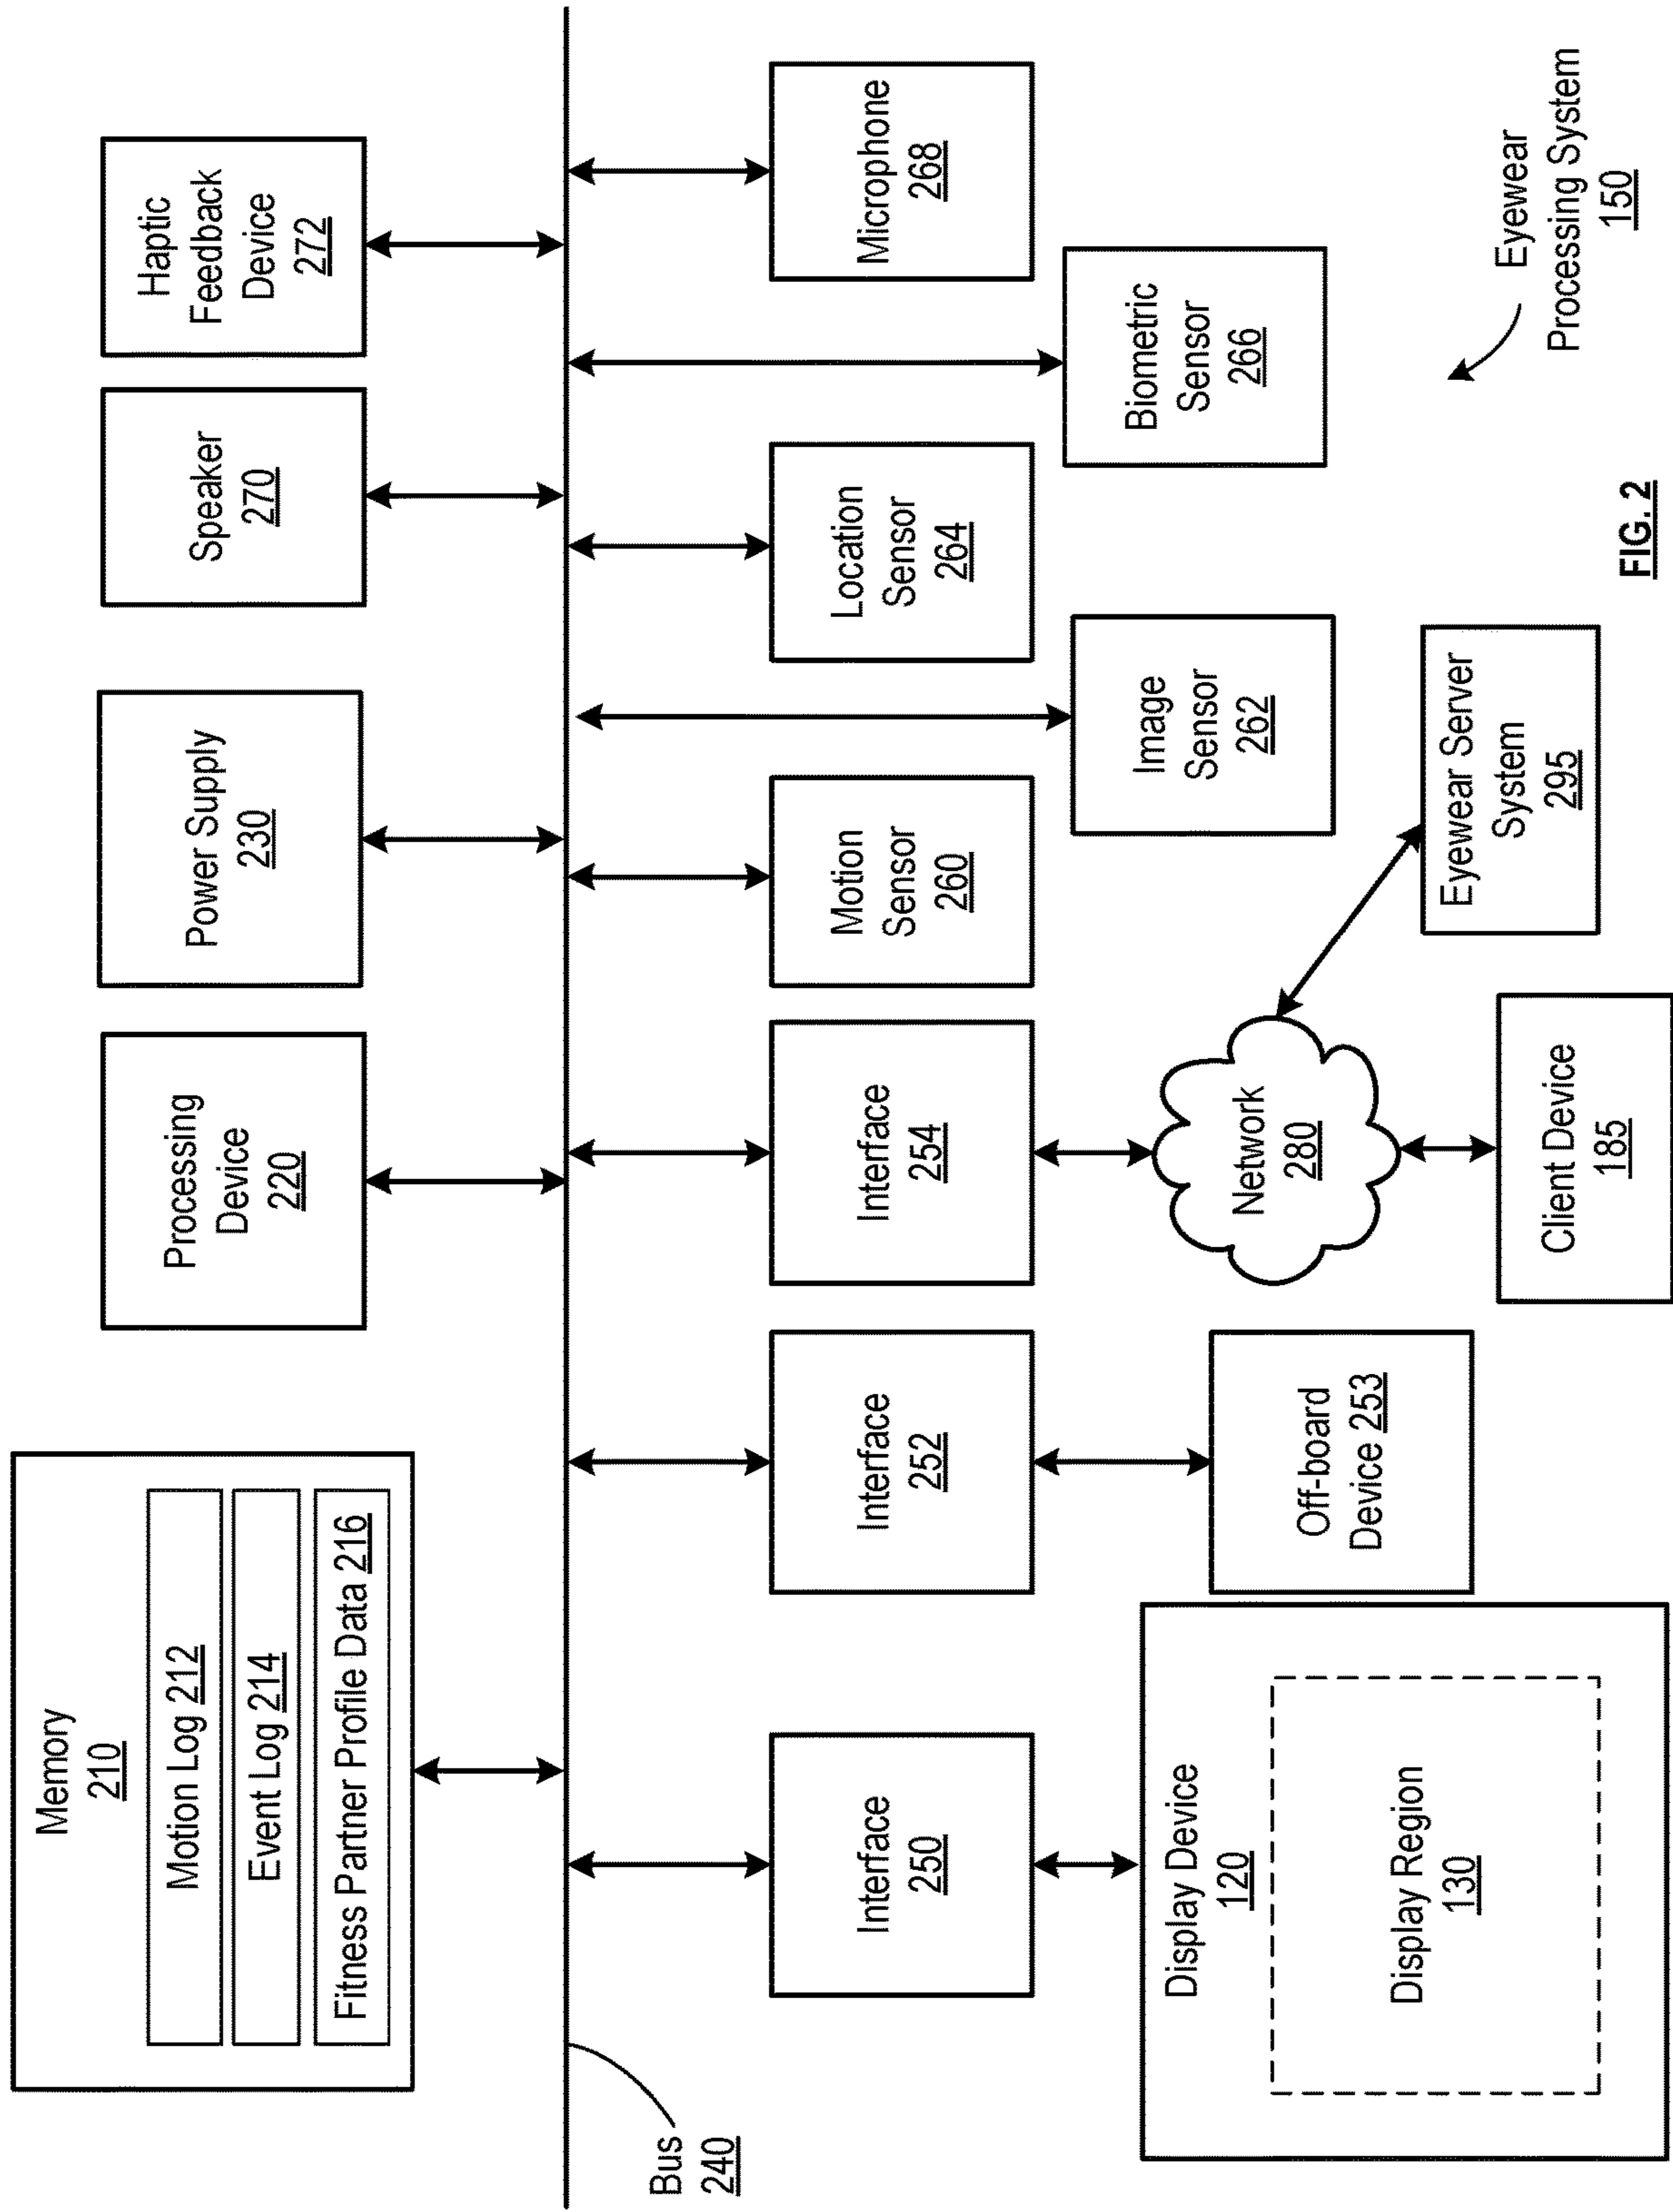 Memory
210
Motion Log 212
Event Log 214
Fitness Partner Profile Data 216
Processing
Device
220
Power Supply
230
Speaker
270
Haptic
Feedback
Device
272
Bus
240
Interface
250
Interface
252
Interface
254
Motion
Sensor
260
Location
Sensor
264
Microphone
268
Image
Sensor
262
Biometric
Sensor
266
Display Device
120
Display Region
130
Off-board
Device 253
Network
280
Client Device
185
Eyewear Server
System
295
Eyewear
Processing System
150
FIG. 2